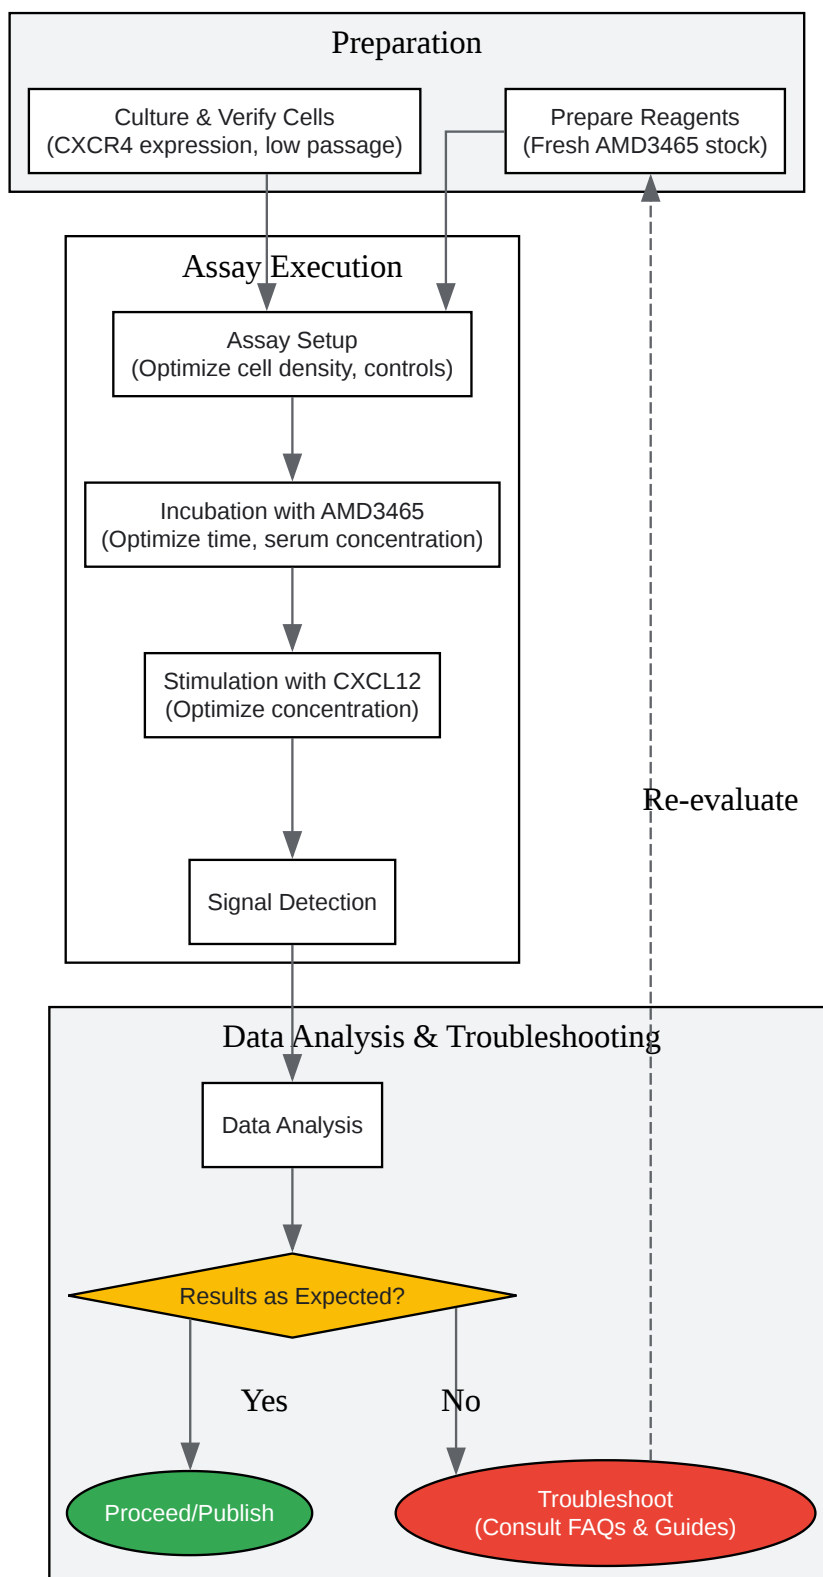 Preparation
Culture & Verify Cells
(CXCR4 expression, low passage)
Prepare Reagents
(Fresh AMD3465 stock)
Assay Execution
Assay Setup
(Optimize cell density, controls)
Incubation with AMD3465
(Optimize time, serum concentration)
Stimulation with CXCL12
(Optimize concentration)
Re-evaluate
Signal Detection
Data Analysis & Troubleshooting
Data Analysis
Results as Expected?
Yes
No
Proceed/Publish
Troubleshoot
(Consult FAQs & Guides)